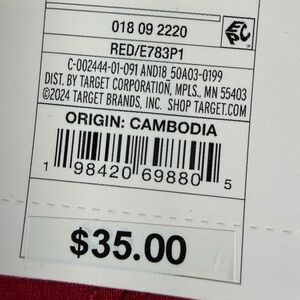 018 09 2220
EPC
RED/E783P1
C-002444-01-091 AND18_50A03-0199
DIST. BY TARGET CORPORATION, MPLS., MN 55403
©2024 TARGET BRANDS, INC. SHOP TARGET.COM
ORIGIN: CAMBODIA
1 98420 69880 5
$35.00